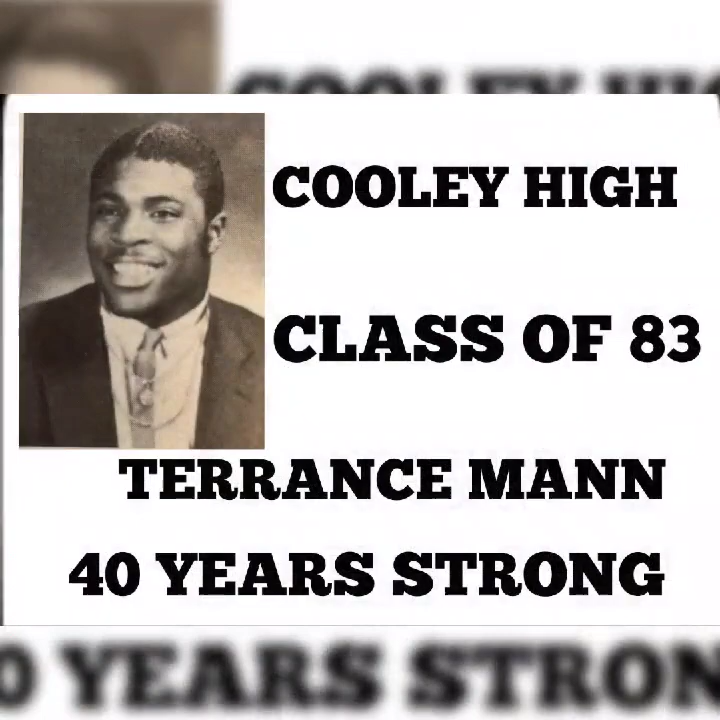 COOLEY HIGH
CLASS OF 83
TERRANCE MANN
40 YEARS STRONG